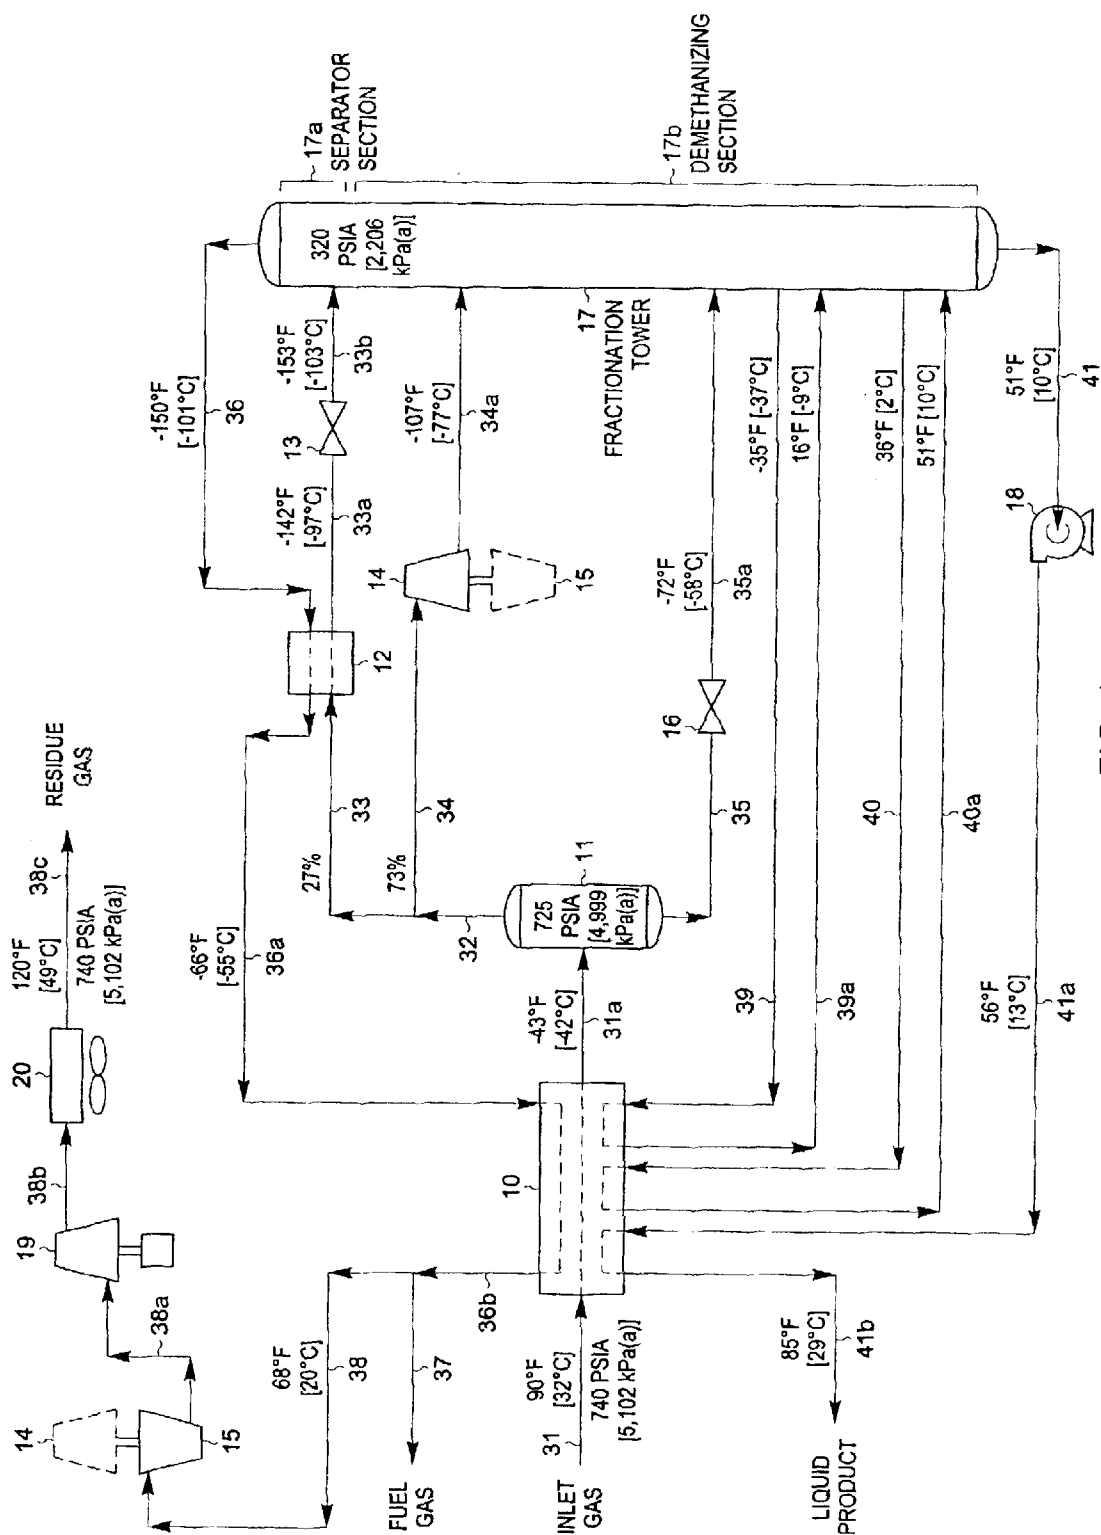 RESIDUE
GAS
120°F
[49°C]
38c
740 PSIA
[5,102 kPa(a)]
20
38b
19
38a
14
15
68°F
[20°C]
38
FUEL
GAS
37
36b
INLET
GAS
31
90°F
[32°C]
740 PSIA
[5,102 kPa(a)]
10
LIQUID
PRODUCT
85°F
[29°C]
41b
-66°F
[-55°C]
36a
-43°F
[-42°C]
31a
32
725
PSIA
[4,999
kPa(a)]
11
27%
33
73%
34
35
16
-72°F
[-58°C]
35a
12
-142°F
[-97°C]
33a
13
-153°F
[-103°C]
33b
-150°F
[-101°C]
36
14
15
-107°F
[-77°C]
34a
17
FRACTIONATION
TOWER
320
PSIA
[2,206
kPa(a)]
17a
SEPARATOR
SECTION
17b
DEMETHANIZING
SECTION
-35°F [-37°C]
16°F [-9°C]
36°F [2°C]
51°F [10°C]
39
39a
40
40a
51°F
[10°C]
41
18
56°F
[13°C]
41a